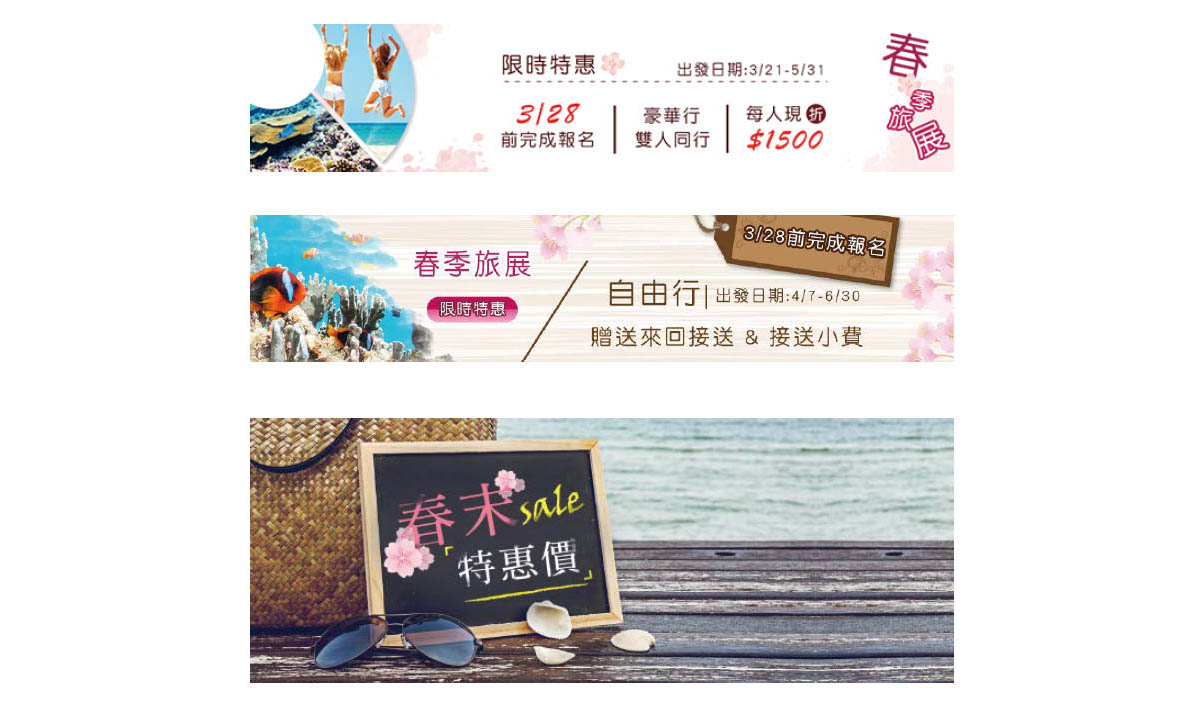 限時特惠
出發日期:3/21-5/31
3/28
前完成報名
豪華行
雙人同行
每人現折
$1500
春季旅展
3/28前完成報名
春季旅展
限時特惠
自由行|出發日期:4/7-6/30
贈送來回接送 & 接送小費
春末sale
「特惠價」